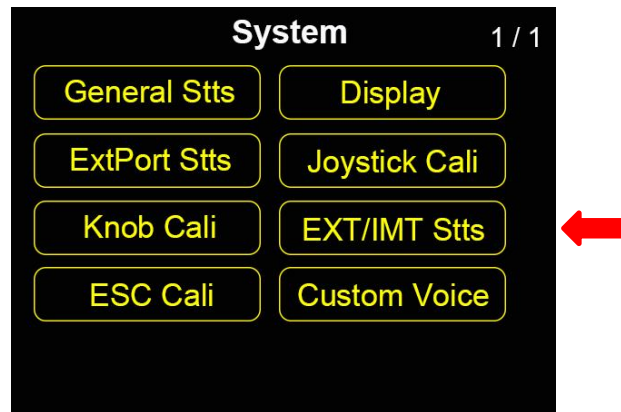 System 1 / 1
General Stts Display
ExtPort Stts Joystick Cali
Knob Cali EXT/IMT Stts
ESC Cali Custom Voice